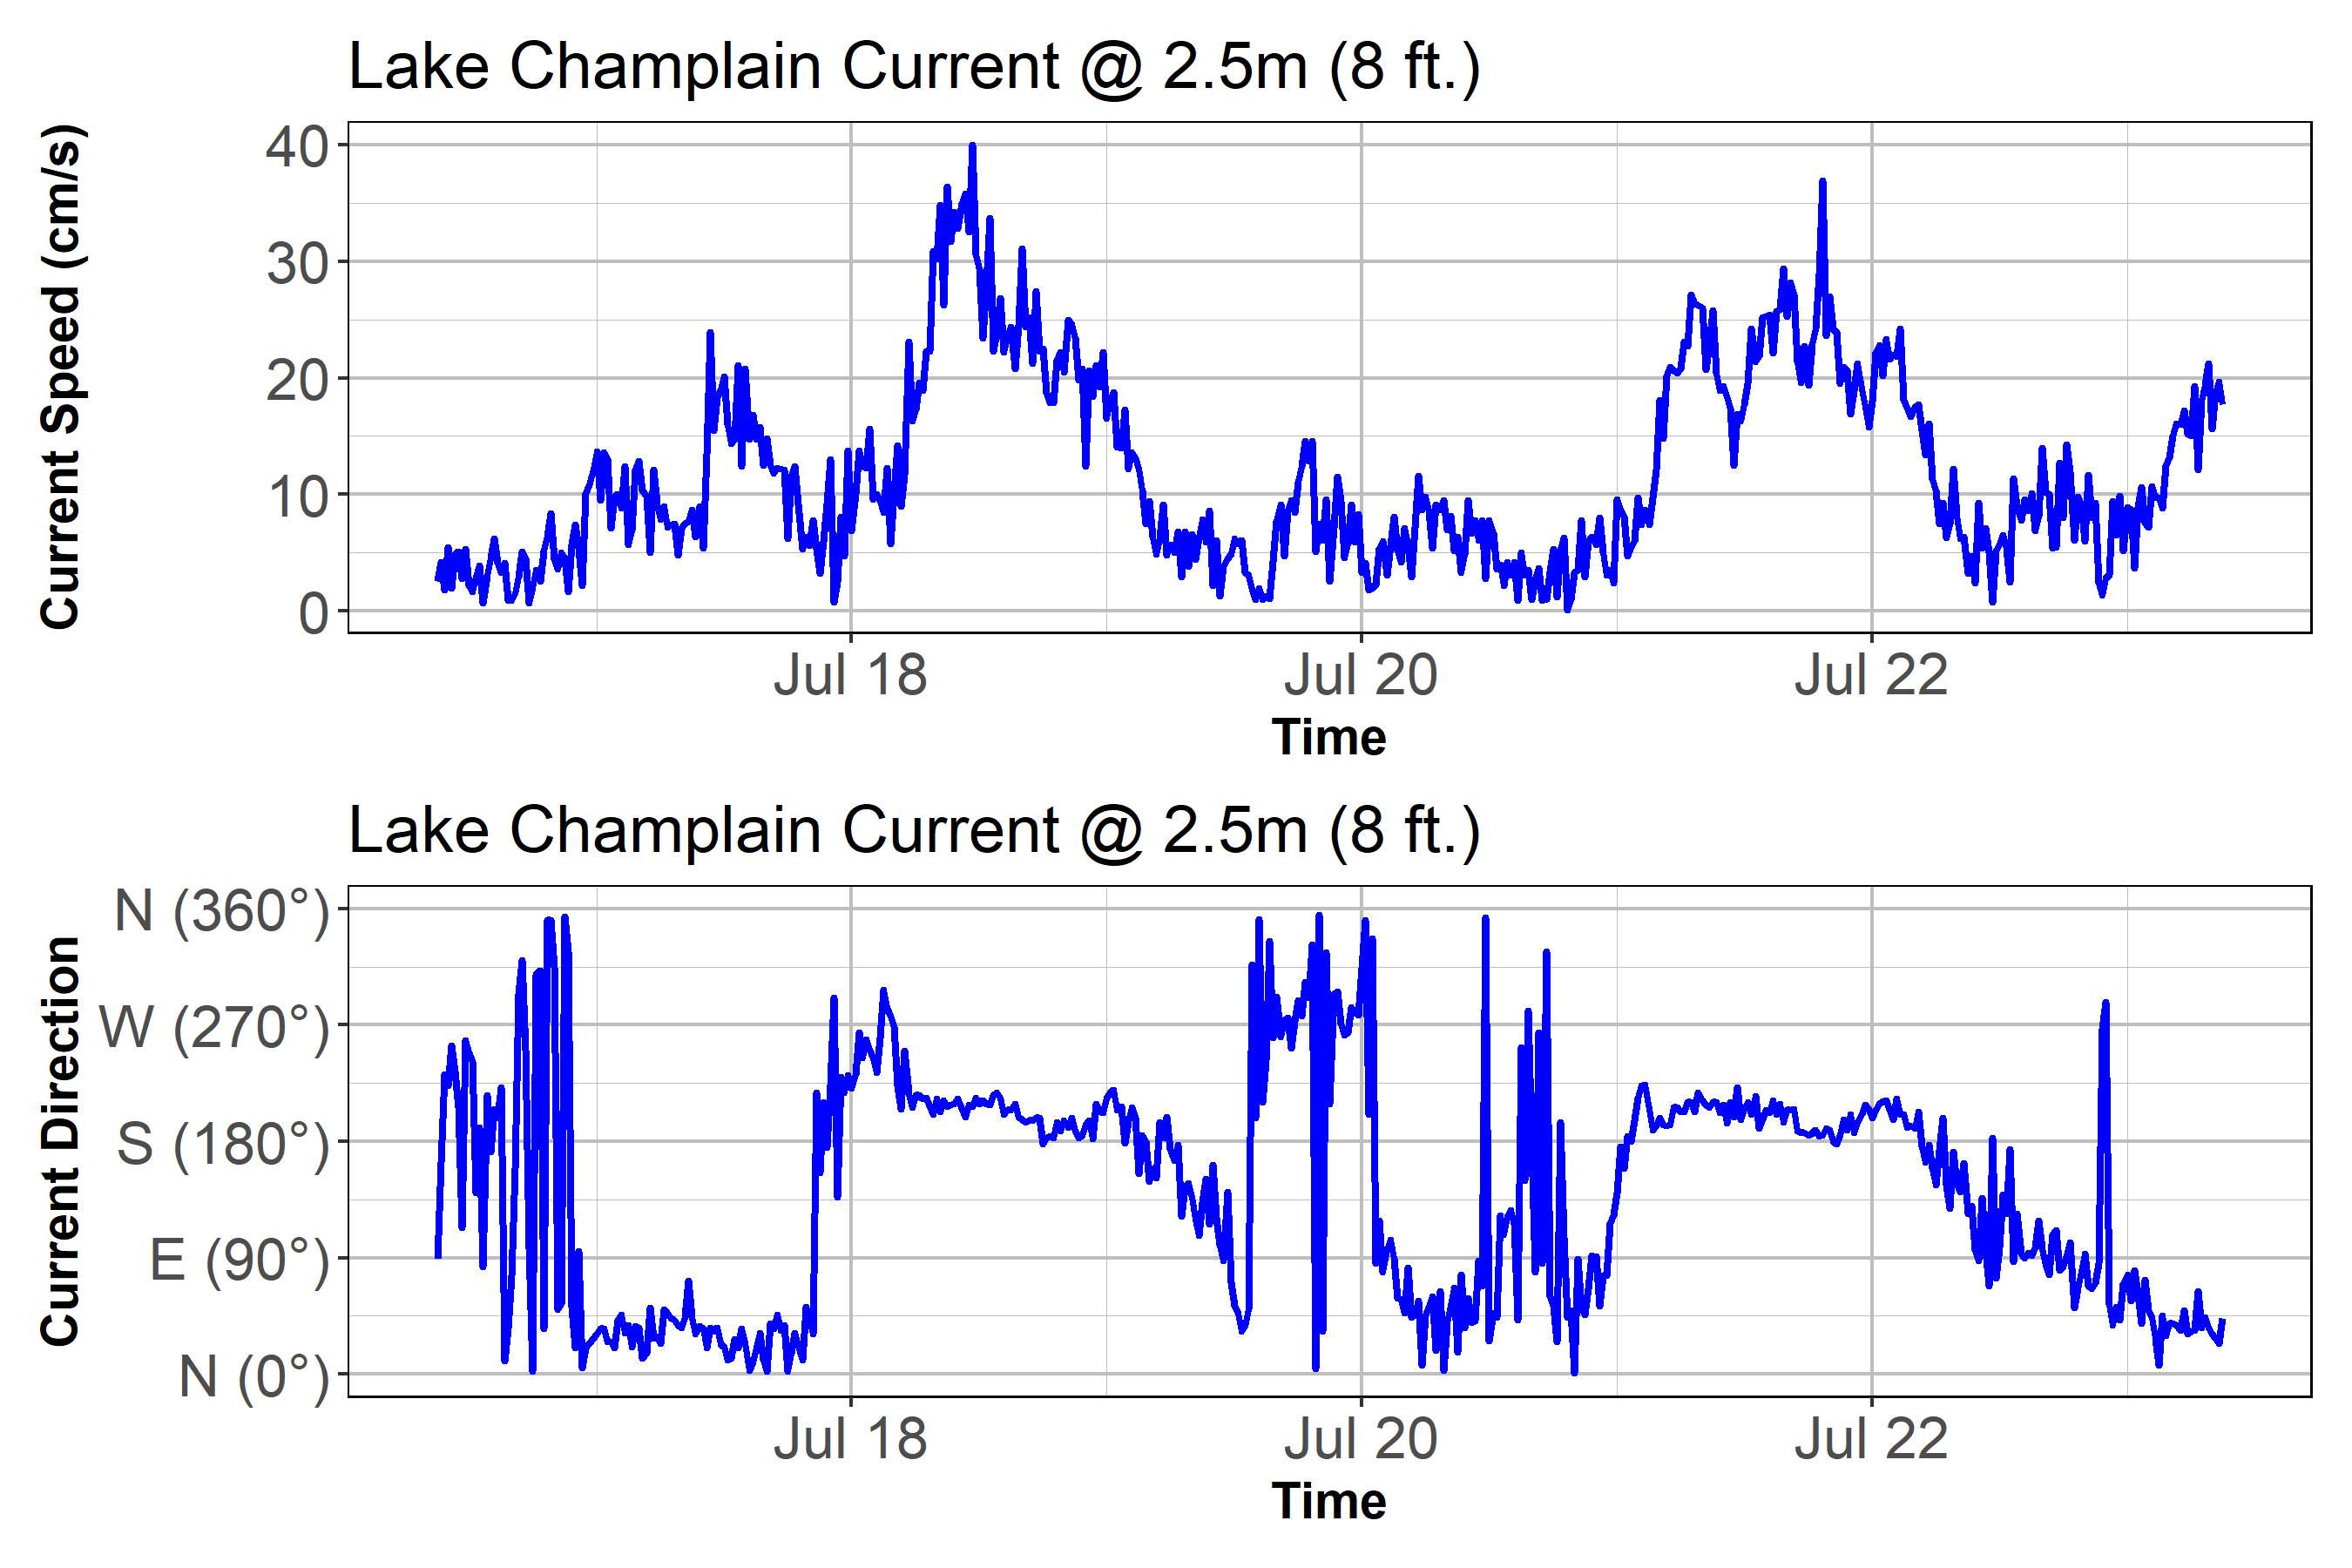 Lake Champlain Current @ 2.5m (8 ft.)
Current Speed (cm/s)
40
30
20
10
0
Jul 18 Jul 20 Jul 22
Time
Lake Champlain Current @ 2.5m (8 ft.)
Current Direction
N (360°)
W (270°)
S (180°)
E (90°)
N (0°)
Jul 18 Jul 20 Jul 22
Time